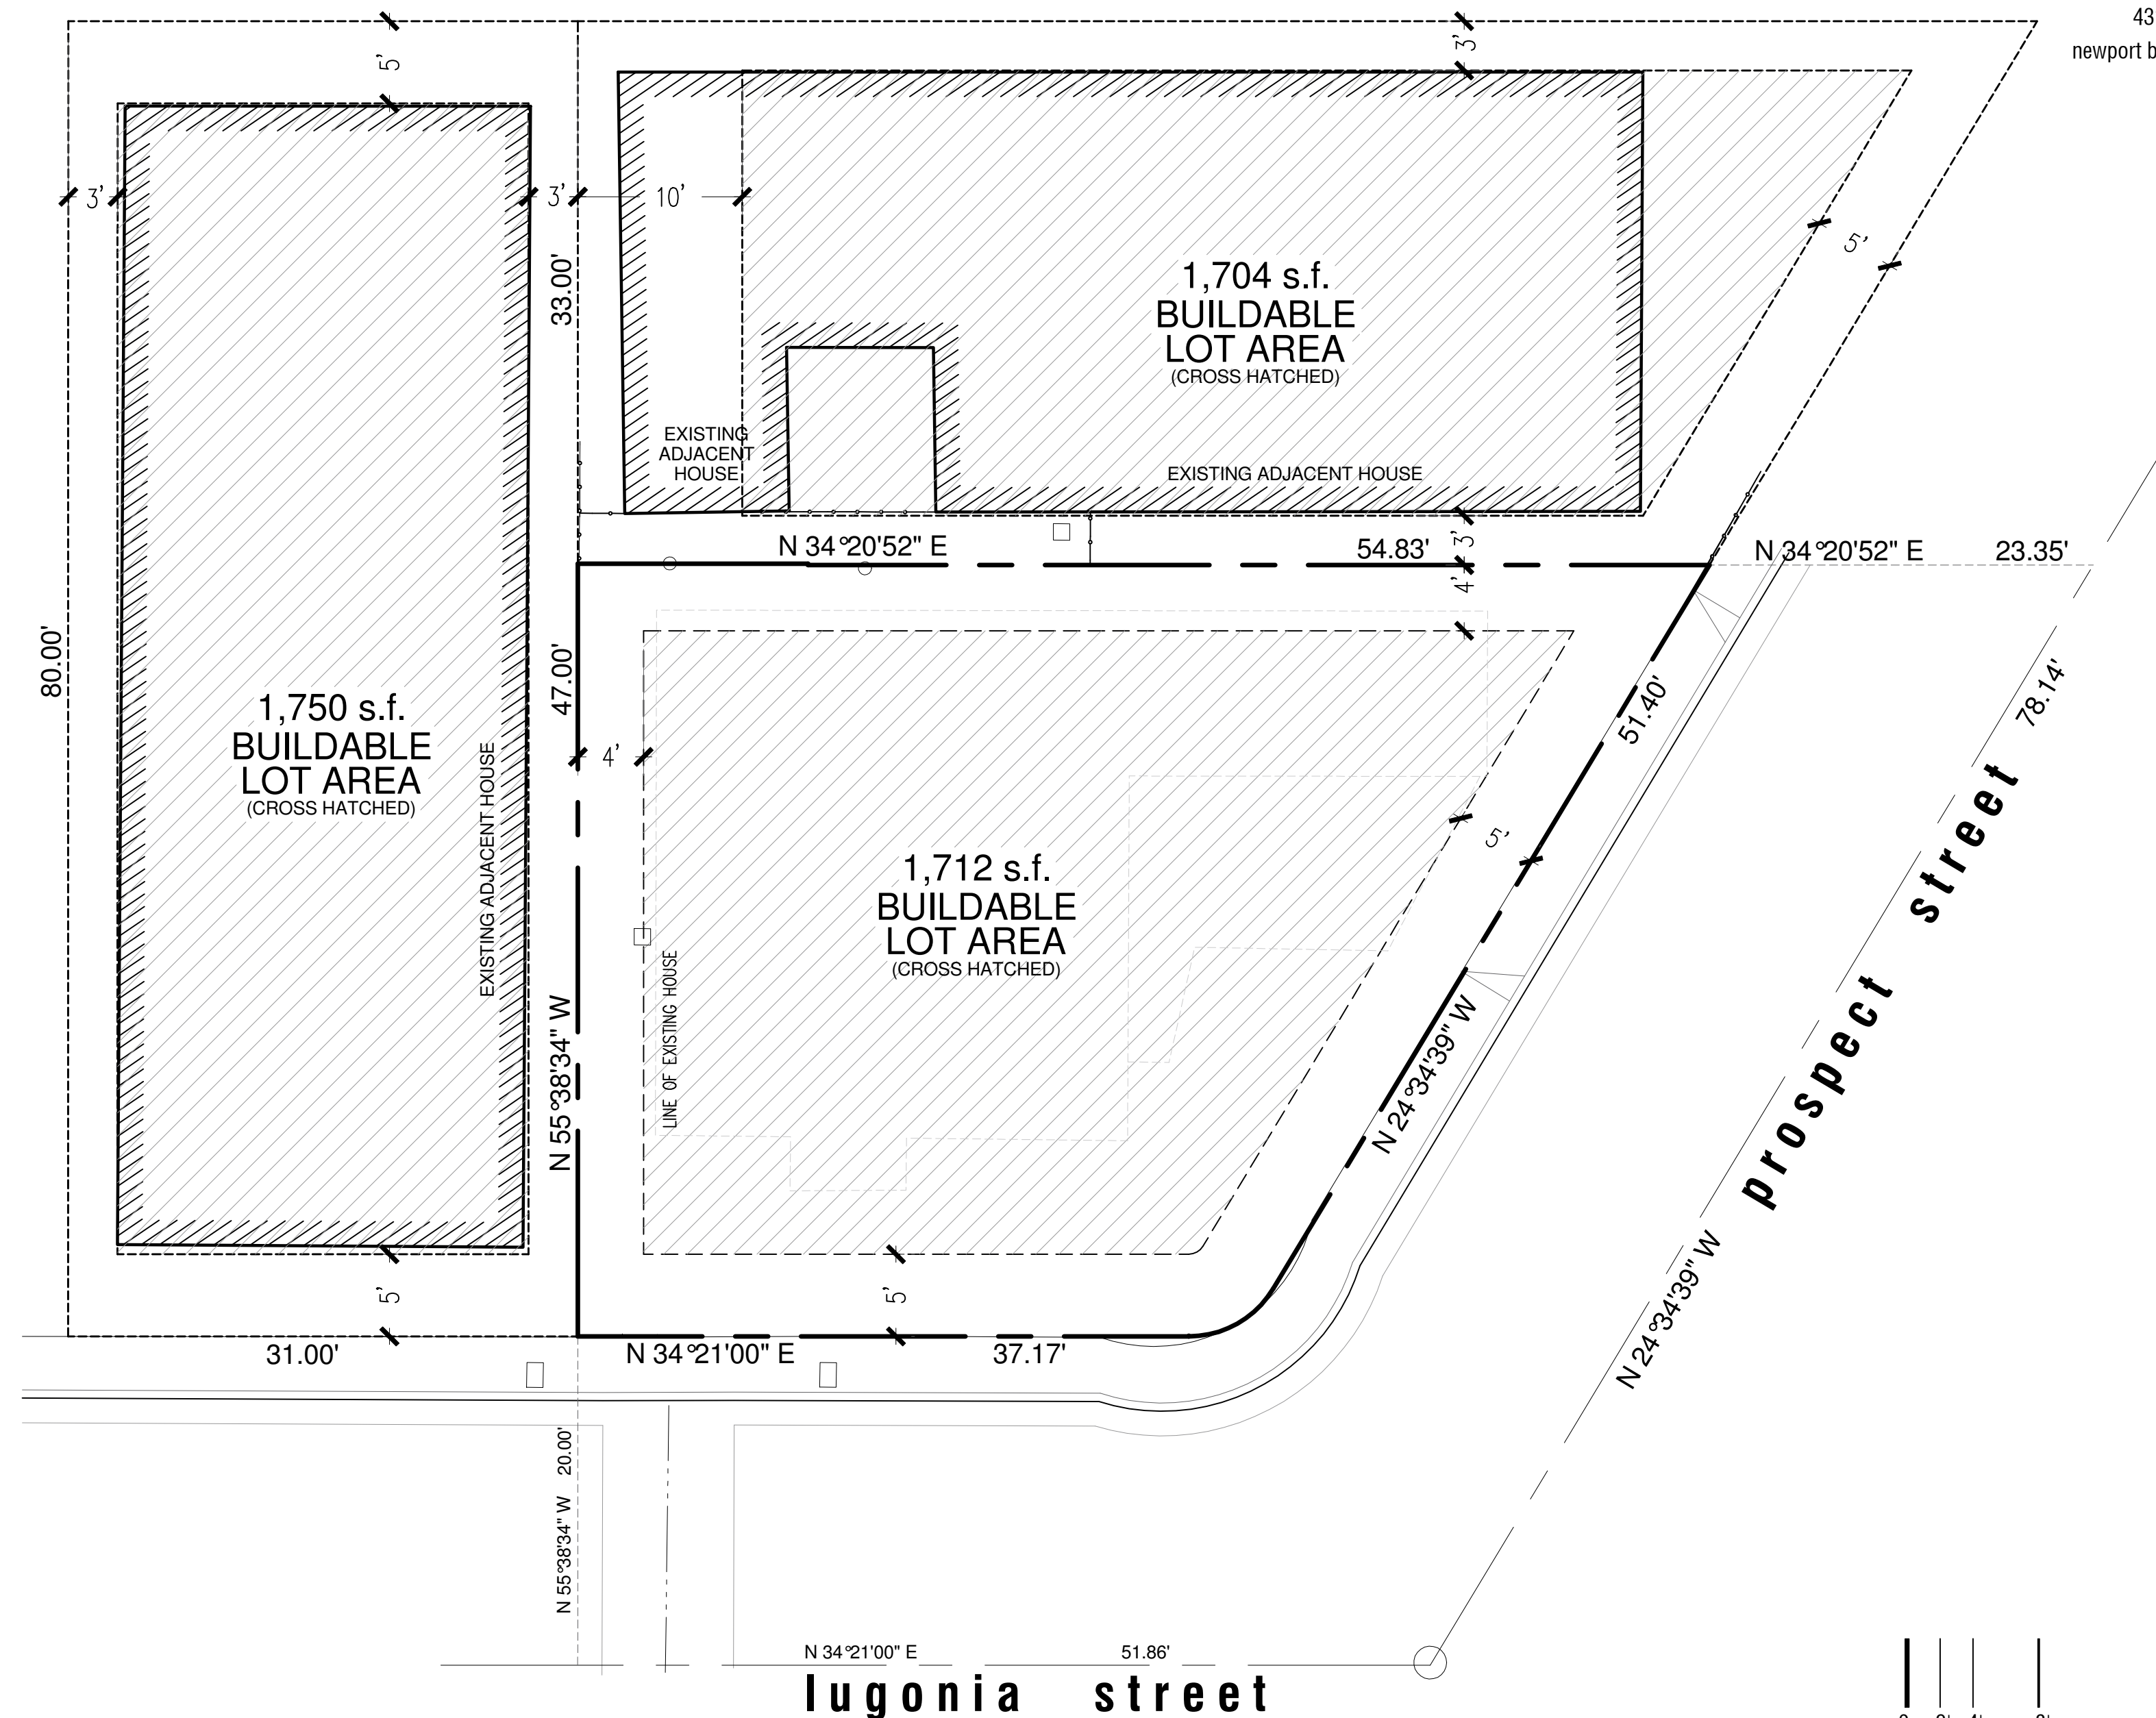 43
newport b
5'
3'
3'
3'
10'
33.00'
5'
1,704 s.f.
BUILDABLE
LOT AREA
(CROSS HATCHED)
EXISTING
ADJACENT
HOUSE
EXISTING ADJACENT HOUSE
N 34°20'52" E
54.83'
3'
4'
N 34°20'52" E
23.35'
80.00'
47.00'
51.40'
78.14'
1,750 s.f.
BUILDABLE
LOT AREA
(CROSS HATCHED)
EXISTING ADJACENT HOUSE
4'
5'
1,712 s.f.
BUILDABLE
LOT AREA
(CROSS HATCHED)
LINE OF EXISTING HOUSE
N 55°38'34" W
N 24°34'39" W
prospect street
N 24°34'39" W
5'
5'
31.00'
N 34°21'00" E
37.17'
N 55°38'34" W 20.00'
N 34°21'00" E
51.86'
lugonia street